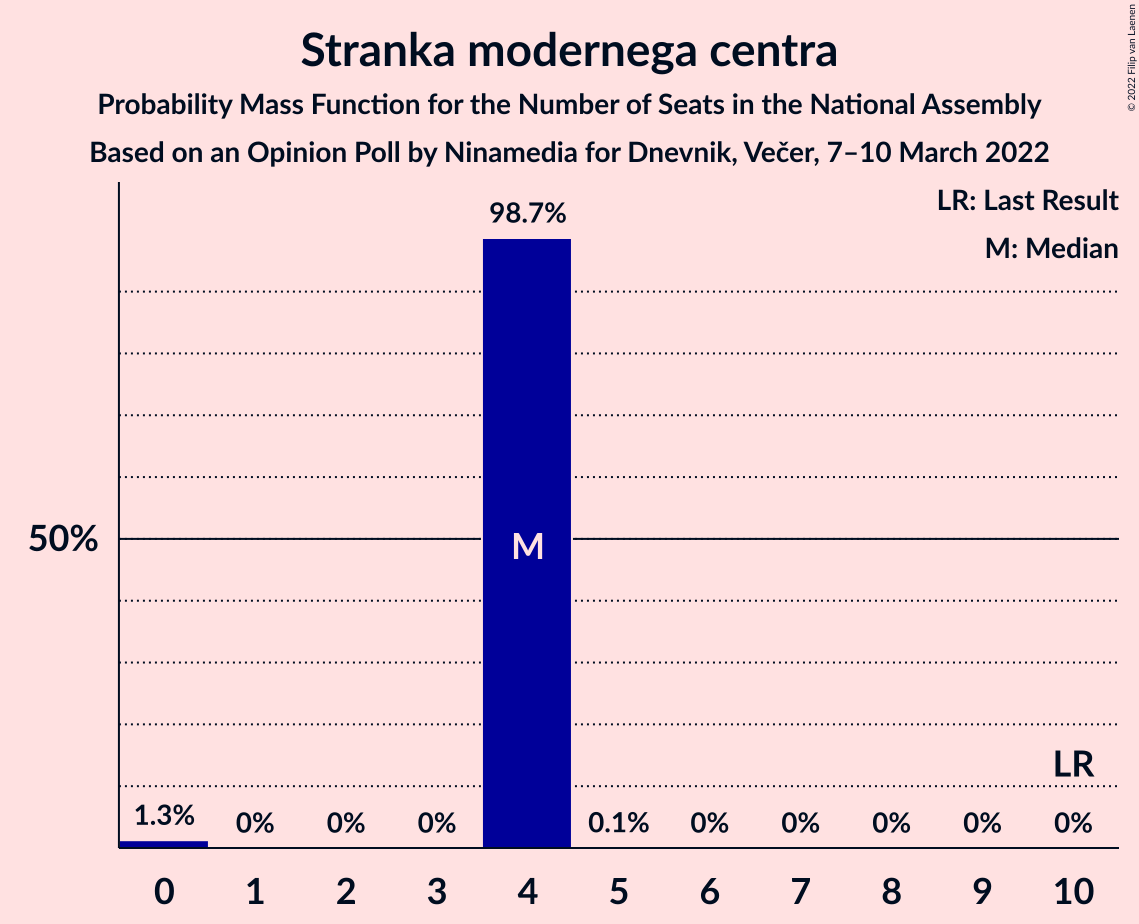 Stranka modernega centra
Probability Mass Function for the Number of Seats in the National Assembly
Based on an Opinion Poll by Ninamedia for Dnevnik, Večer, 7–10 March 2022
© 2022 Filip van Laenen
LR: Last Result
M: Median
98.7%
50%
M
LR
1.3% 0% 0% 0% 0.1% 0% 0% 0% 0% 0%
0 1 2 3 4 5 6 7 8 9 10